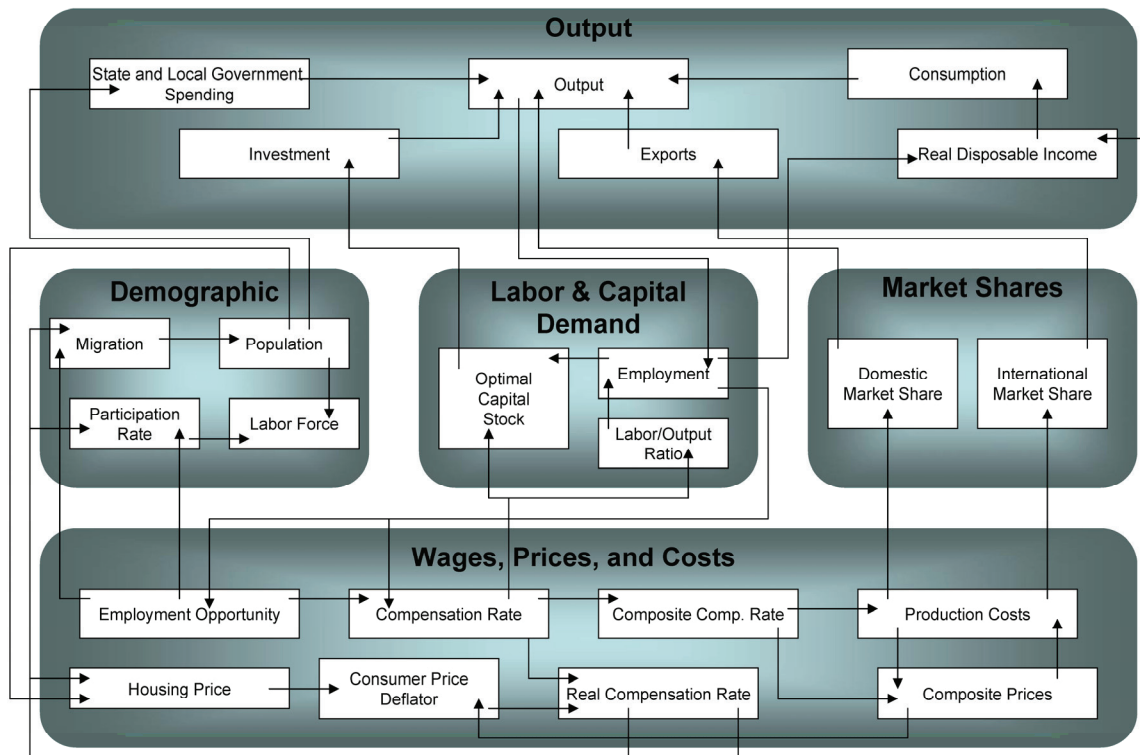 Output
State and Local Government
Spending
Output
Consumption
Investment
Exports
Real Disposable Income
Demographic
Migration
Population
Participation
Rate
Labor Force
Labor & Capital
Demand
Optimal
Capital
Stock
Employment
Labor/Output
Ratio
Market Shares
Domestic
Market Share
International
Market Share
Wages, Prices, and Costs
Employment Opportunity
Compensation Rate
Composite Comp. Rate
Production Costs
Housing Price
Consumer Price
Deflator
Real Compensation Rate
Composite Prices